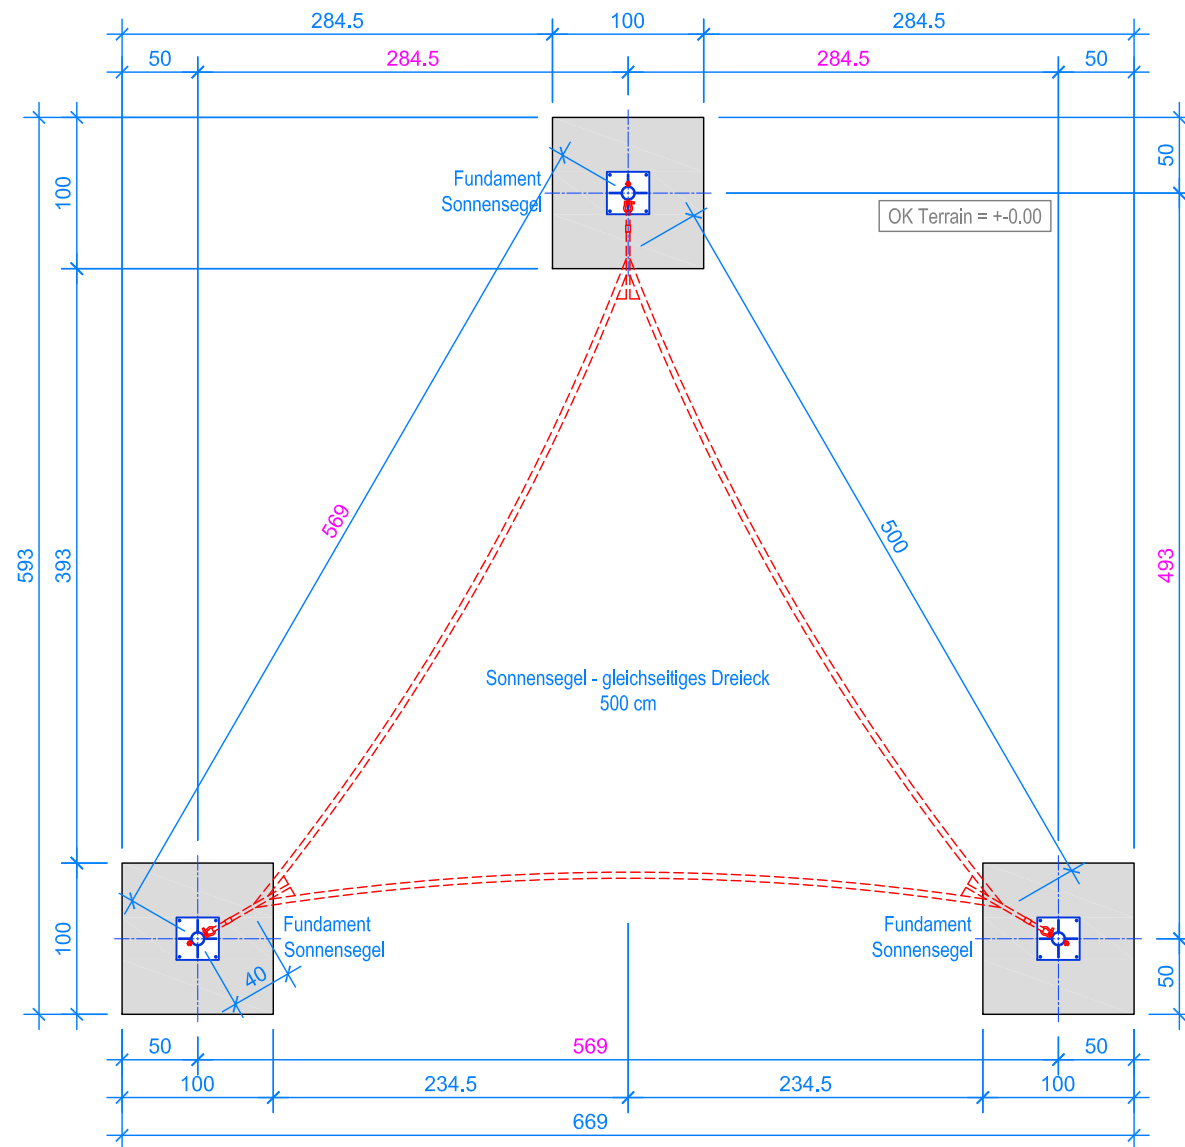 284.5 100 284.5
50 284.5 284.5 50
Fundament
Sonnensegel
OK Terrain = +-0.00
50
100
569
500
593
393
493
Sonnensegel - gleichseitiges Dreieck
500 cm
Fundament
Sonnensegel
Fundament
Sonnensegel
100
40
50
50 569 50
100 234.5 234.5 100
669